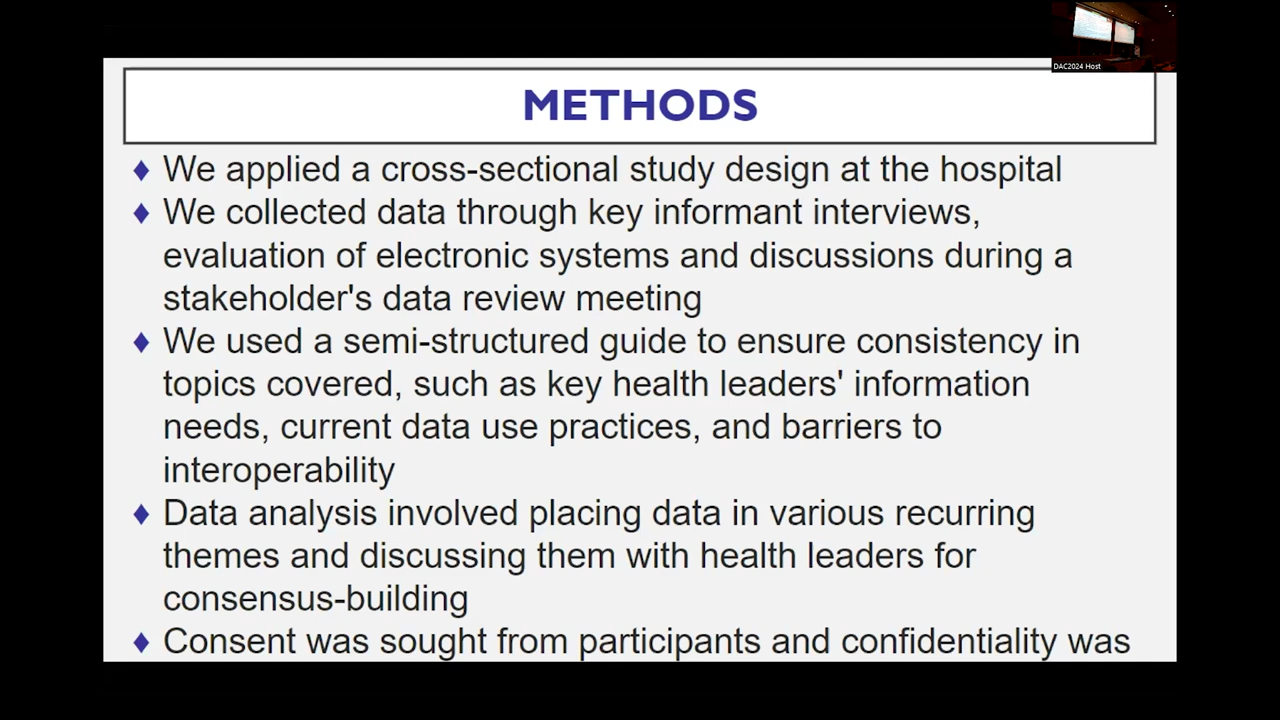 DAC2024 Host
METHODS
♦ We applied a cross-sectional study design at the hospital
♦ We collected data through key informant interviews,
evaluation of electronic systems and discussions during a
stakeholder's data review meeting
♦ We used a semi-structured guide to ensure consistency in
topics covered, such as key health leaders' information
needs, current data use practices, and barriers to
interoperability
♦ Data analysis involved placing data in various recurring
themes and discussing them with health leaders for
consensus-building
♦ Consent was sought from participants and confidentiality was